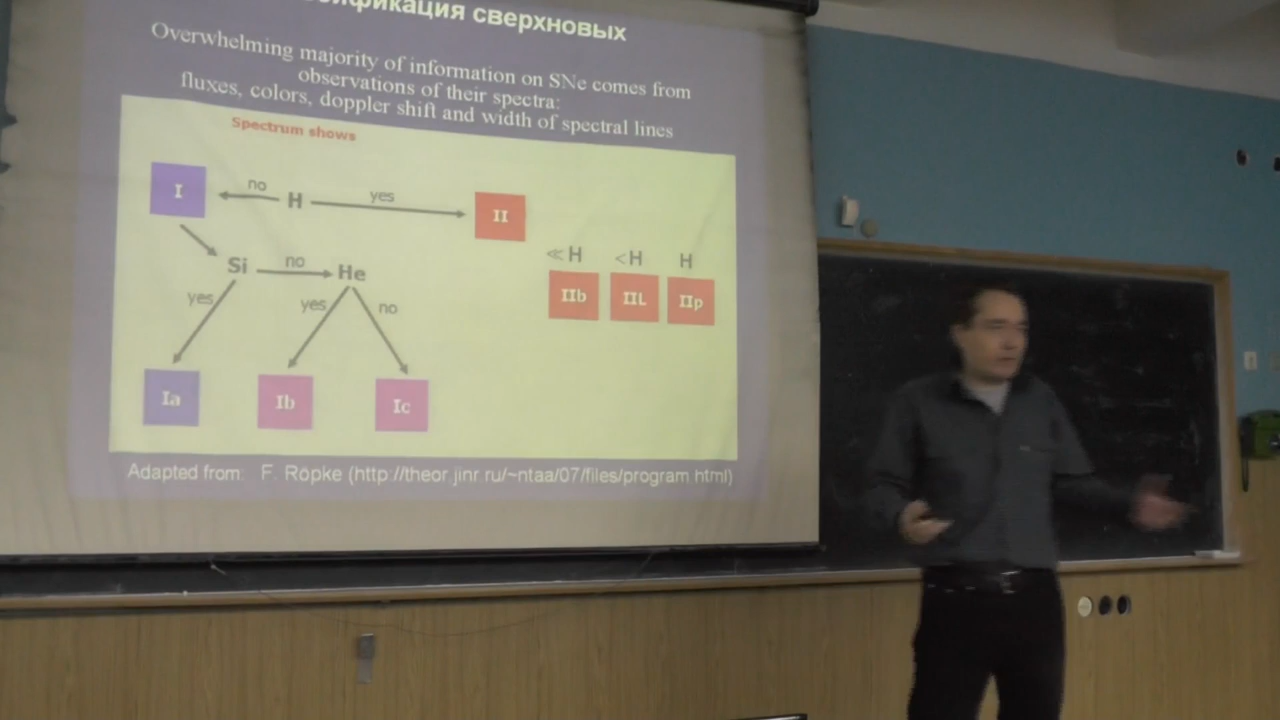 сверхновых
Overwhelming majority of information on SNe comes from
observations of their spectra:
fluxes, colors, doppler shift and width of spectral lines
Spectrum shows
I
no
H
yes
II
Si
no
He
<< H
< H
H
yes
yes
no
IIb
IIL
IIp
Ia
Ib
Ic
Adapted from: F. Röpke (http://theor.jinr.ru/~ntaa/07/files/program.html)